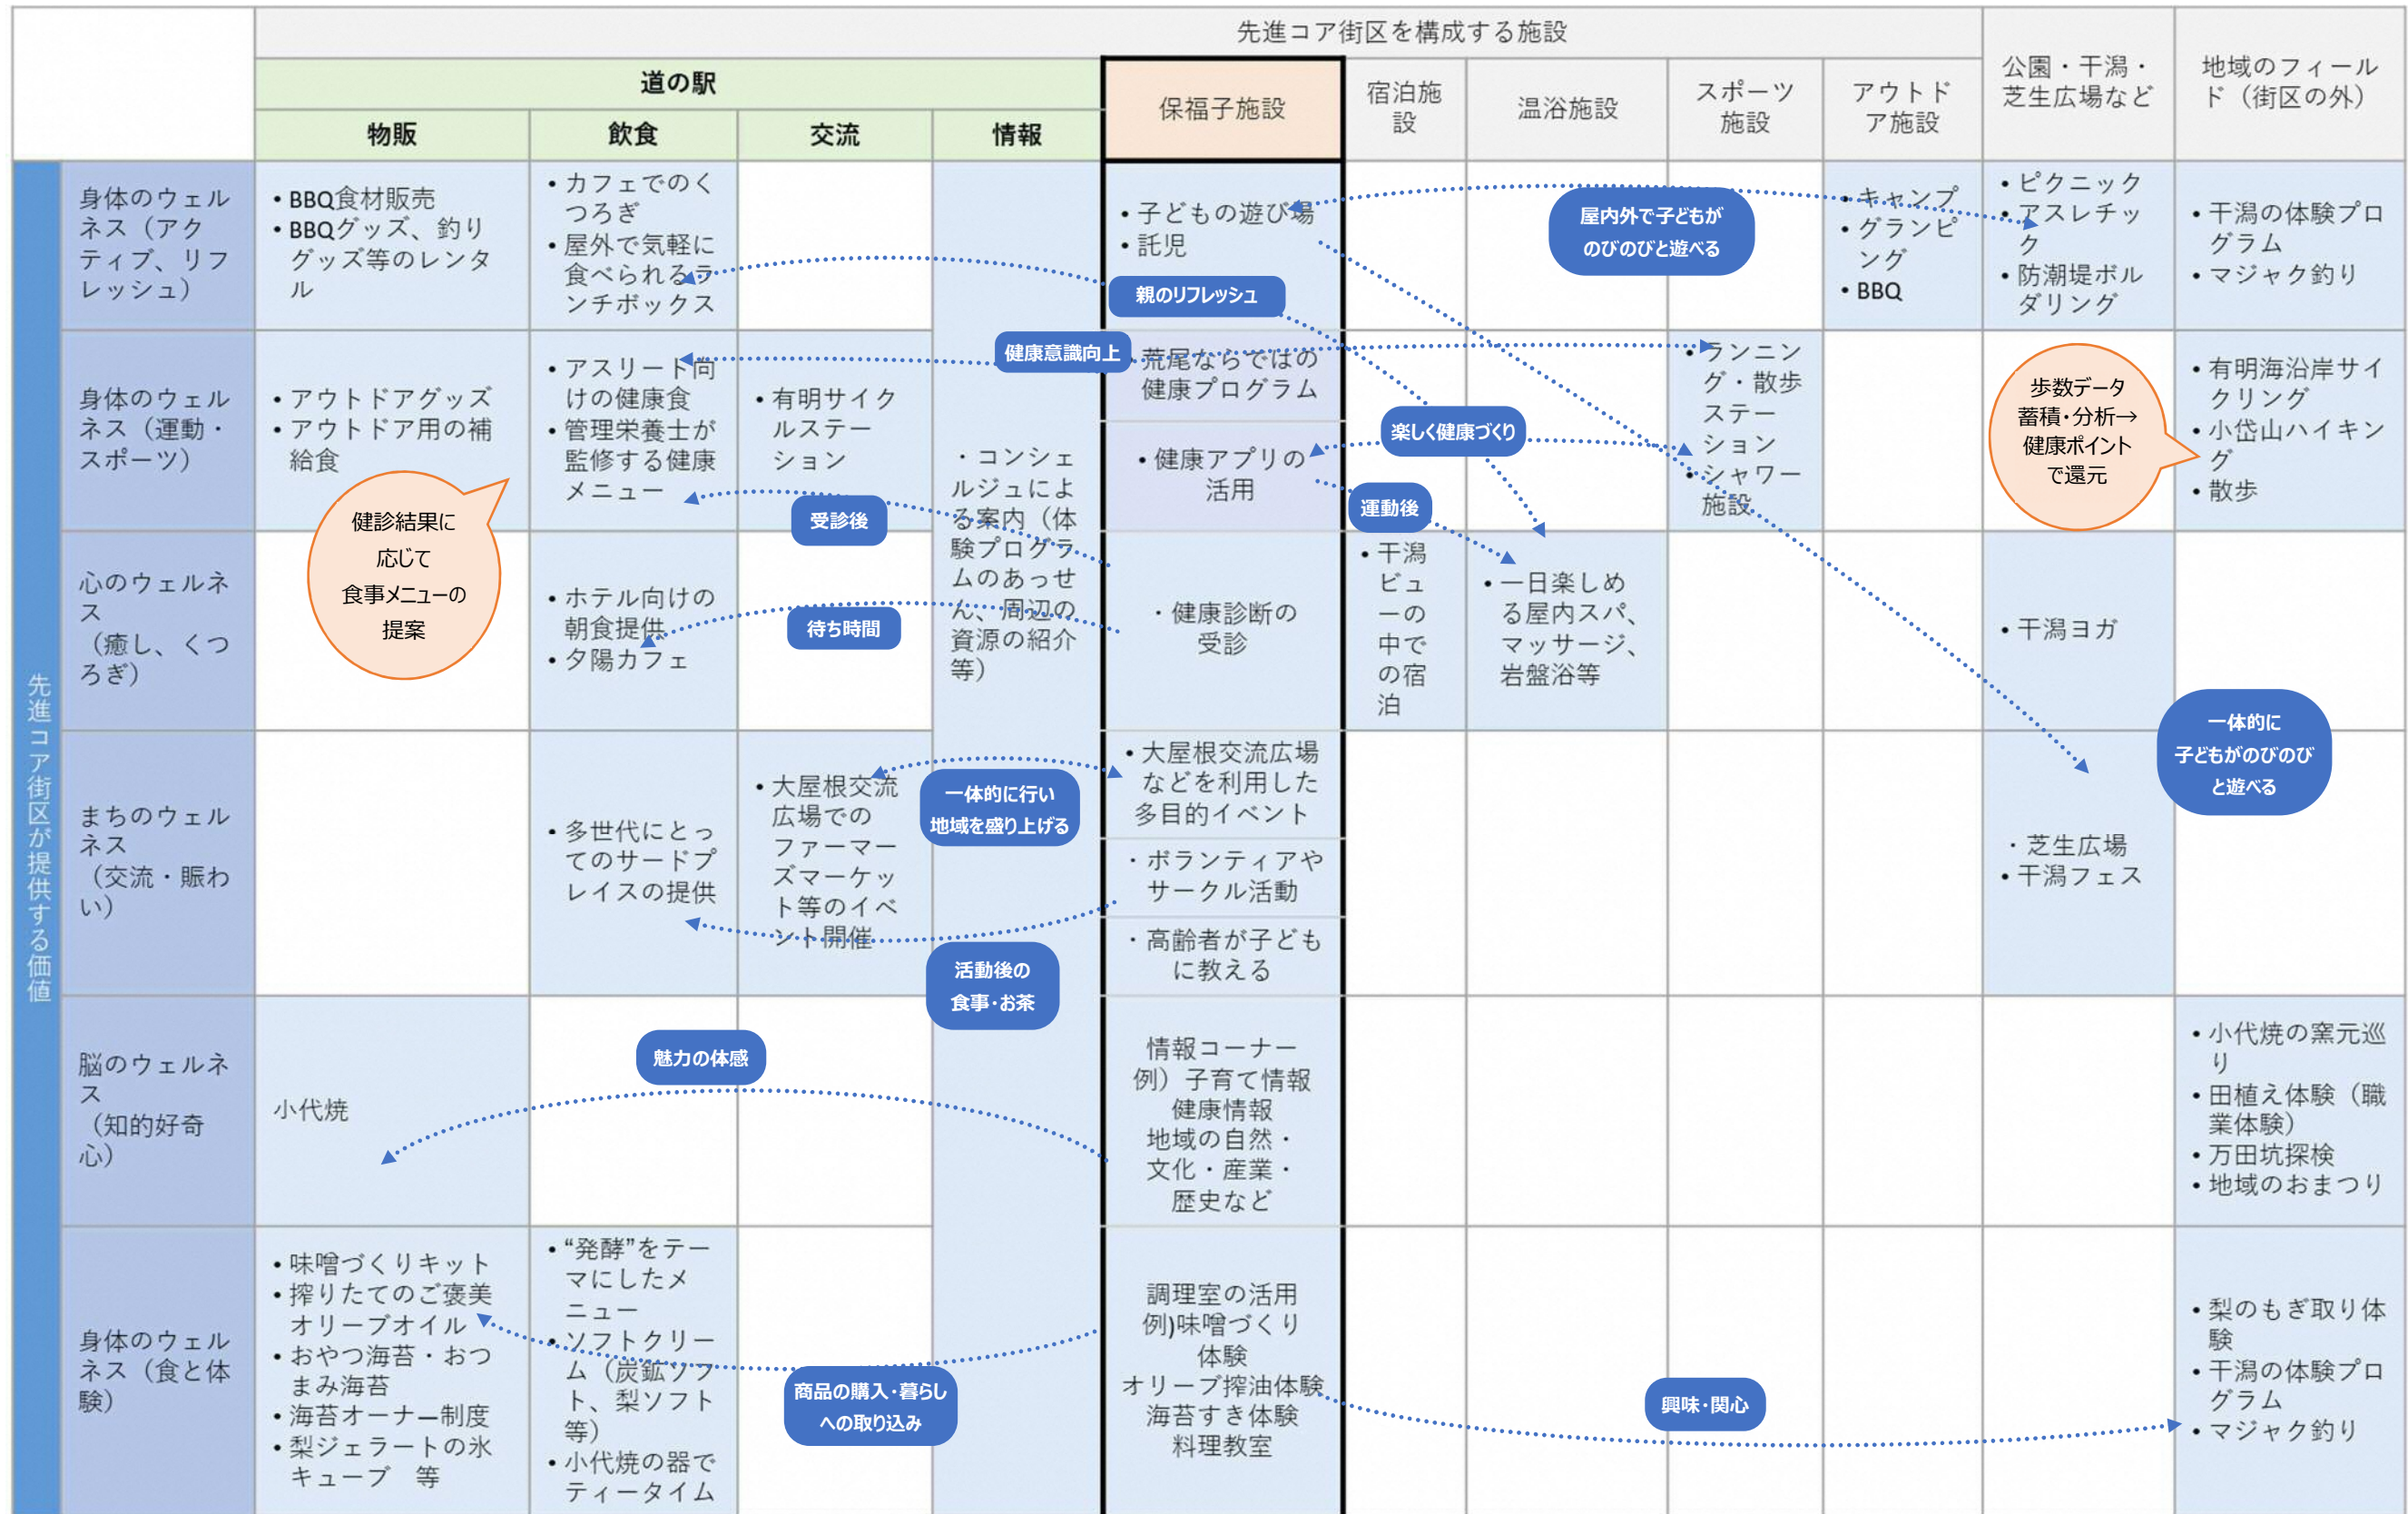 先進コア街区を構成する施設
道の駅
保福子施設
宿泊施
設
温浴施設
スポーツ
施設
アウトド
ア施設
公園・干潟・
芝生広場など
地域のフィール
ド（街区の外）
物販
飲食
交流
情報
先進コア街区が提供する価値
身体のウェル
ネス（アク
ティブ、リフ
レッシュ）
• BBQ食材販売
• BBQグッズ、釣り
グッズ等のレンタ
ル
• カフェでのく
つろぎ
• 屋外で気軽に
食べられるラ
ンチボックス
• 子どもの遊び場
• 託児
屋内外で子どもが
のびのびと遊べる
• キャンプ
• グランピ
ング
• BBQ
• ピクニック
• アスレチッ
ク
• 防潮堤ボル
ダリング
• 干潟の体験プロ
グラム
• マジャク釣り
親のリフレッシュ
身体のウェル
ネス（運動・
スポーツ）
• アウトドアグッズ
• アウトドア用の補
給食
• アスリート向
けの健康食
• 管理栄養士が
監修する健康
メニュー
• 有明サイク
ルステー
ション
健康意識向上
• 荒尾ならではの
健康プログラム
• 健康アプリの
活用
楽しく健康づくり
運動後
• ランニン
グ・散歩
ステー
ション
• シャワー
施設
歩数データ
蓄積・分析→
健康ポイント
で還元
• 有明海沿岸サイ
クリング
• 小岱山ハイキン
グ
• 散歩
健診結果に
応じて
食事メニューの
提案
受診後
・コンシェ
ルジュによ
る案内（体
験プログラ
ムのあっせ
ん、周辺の
資源の紹介
等）
心のウェルネ
ス
（癒し、くつ
ろぎ）
• ホテル向けの
朝食提供
• 夕陽カフェ
待ち時間
・健康診断の
受診
• 干潟
ビュ
ーの
中で
の宿
泊
• 一日楽しめ
る屋内スパ、
マッサージ、
岩盤浴等
• 干潟ヨガ
一体的に
子どもがのびのび
と遊べる
まちのウェル
ネス
（交流・賑わ
い）
• 多世代にとっ
てのサードプ
レイスの提供
• 大屋根交流
広場での
ファーマー
ズマーケッ
ト等のイベ
ント開催
一体的に行い
地域を盛り上げる
• 大屋根交流広場
などを利用した
多目的イベント
・ボランティアや
サークル活動
・高齢者が子ども
に教える
・芝生広場
• 干潟フェス
活動後の
食事・お茶
脳のウェルネ
ス
（知的好奇
心）
小代焼
魅力の体感
情報コーナー
例）子育て情報
健康情報
地域の自然・
文化・産業・
歴史など
• 小代焼の窯元巡
り
• 田植え体験（職
業体験）
• 万田坑探検
• 地域のおまつり
身体のウェル
ネス（食と体
験）
• 味噌づくりキット
• 搾りたてのご褒美
オリーブオイル
• おやつ海苔・おつ
まみ海苔
• 海苔オーナー制度
• 梨ジェラートの氷
キューブ　等
• “発酵”をテー
マにしたメ
ニュー
• ソフトクリー
ム（炭鉱ソフ
ト、梨ソフト
等）
• 小代焼の器で
ティータイム
商品の購入・暮らし
への取り込み
調理室の活用
例)味噌づくり
体験
オリーブ搾油体験
海苔すき体験
料理教室
興味・関心
• 梨のもぎ取り体
験
• 干潟の体験プロ
グラム
• マジャク釣り